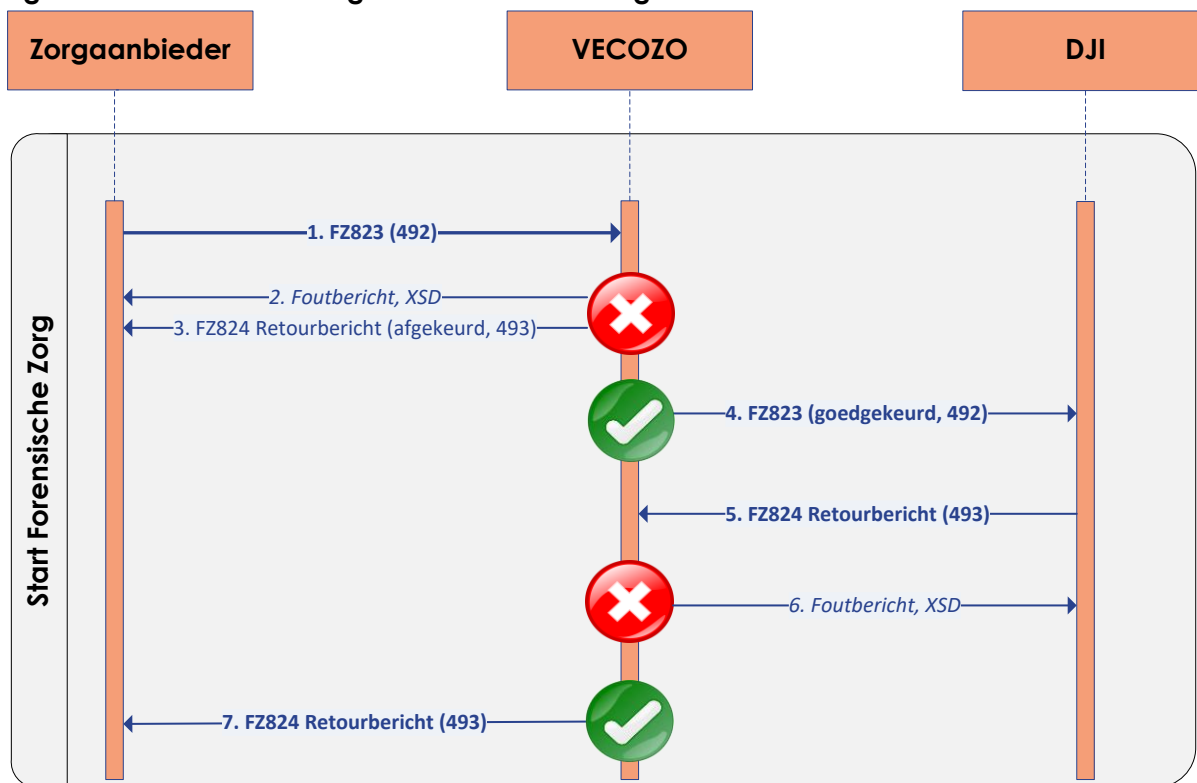 Zorgaanbieder
VECOZO
DJI
Start Forensische Zorg
1. FZ823 (492)
2. Foutbericht, XSD
3. FZ824 Retourbericht (afgekeurd, 493)
4. FZ823 (goedgekeurd, 492)
5. FZ824 Retourbericht (493)
6. Foutbericht, XSD
7. FZ824 Retourbericht (493)